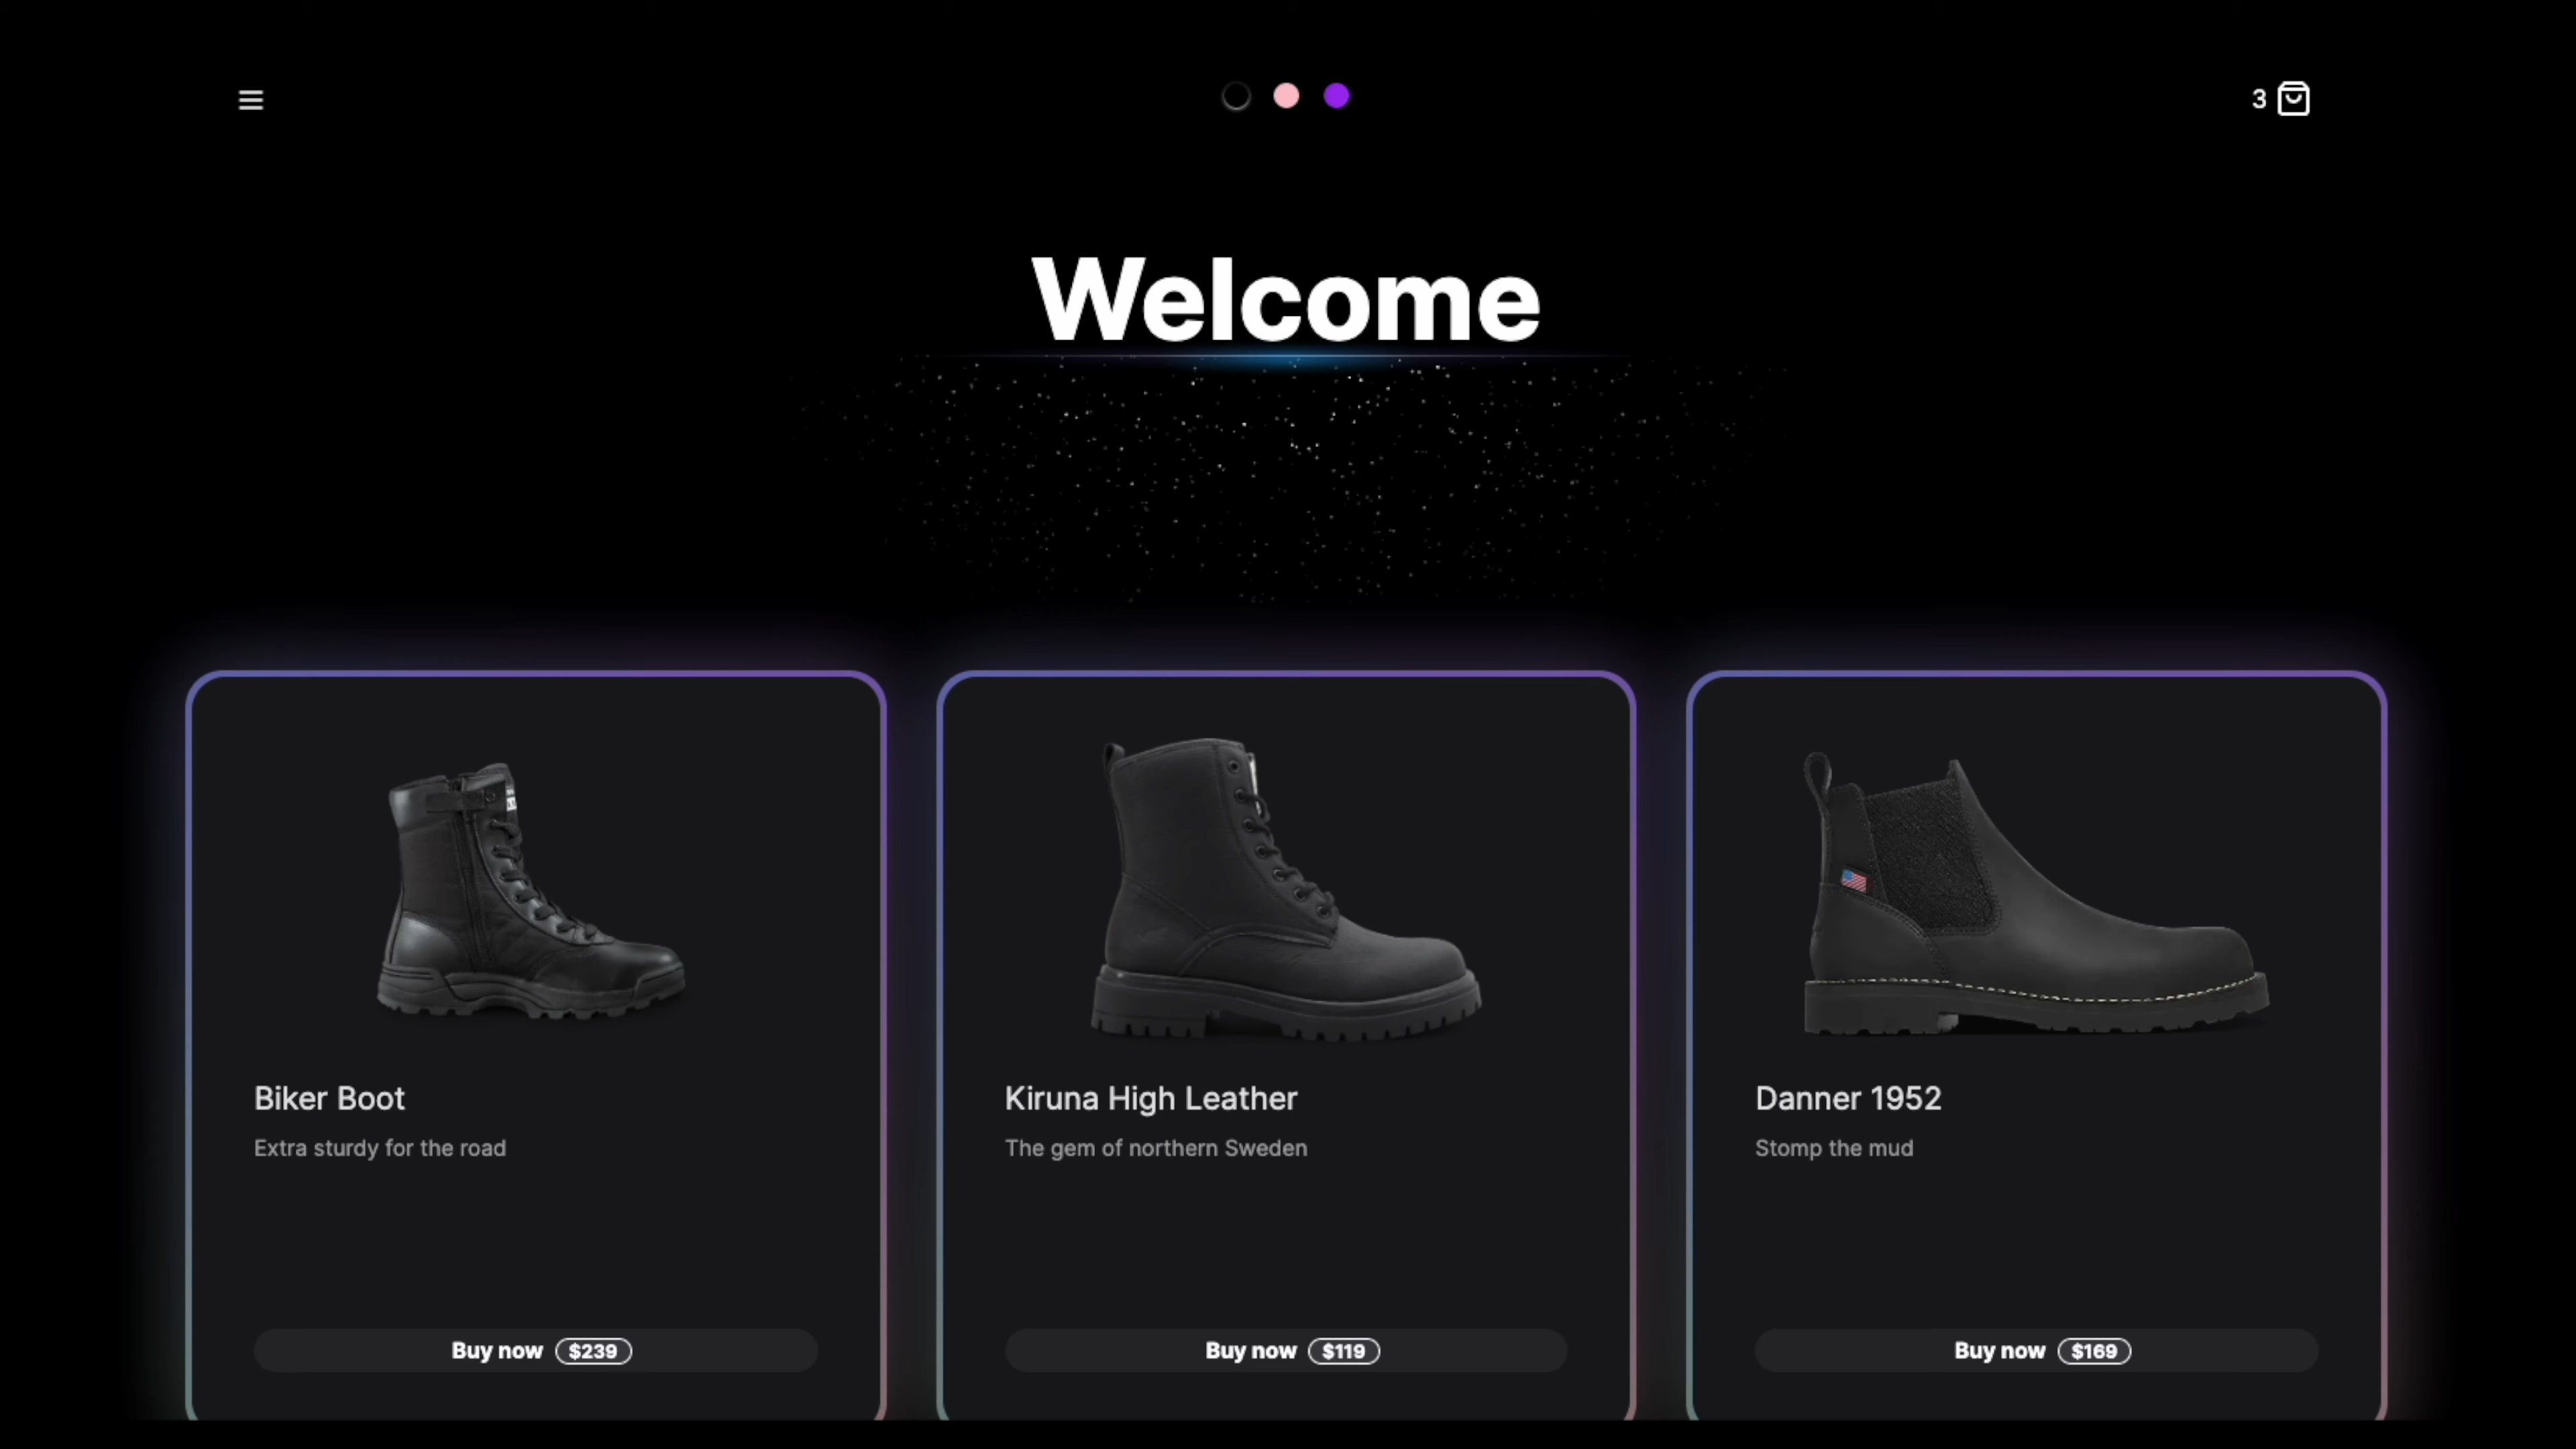 3
Welcome
Biker Boot
Extra sturdy for the road
Buy now $239
Kiruna High Leather
The gem of northern Sweden
Buy now $119
Danner 1952
Stomp the mud
Buy now $169